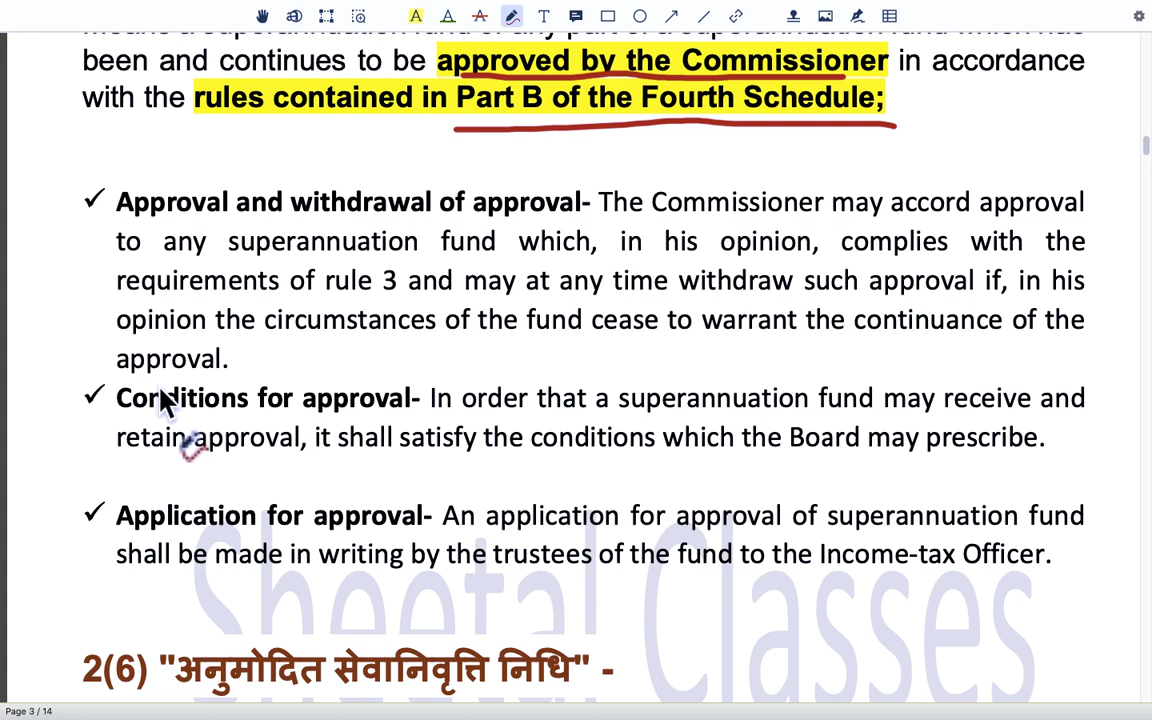 been and continues to be approved by the Commissioner in accordance
with the rules contained in Part B of the Fourth Schedule;
✓ Approval and withdrawal of approval- The Commissioner may accord approval
to any superannuation fund which, in his opinion, complies with the
requirements of rule 3 and may at any time withdraw such approval if, in his
opinion the circumstances of the fund cease to warrant the continuance of the
approval.
✓ Conditions for approval- In order that a superannuation fund may receive and
retain approval, it shall satisfy the conditions which the Board may prescribe.
✓ Application for approval- An application for approval of superannuation fund
shall be made in writing by the trustees of the fund to the Income-tax Officer.
Sheetal Classes
2(6) "अनुमोदित सेवानिवृत्ति निधि" -
Page 3 / 14